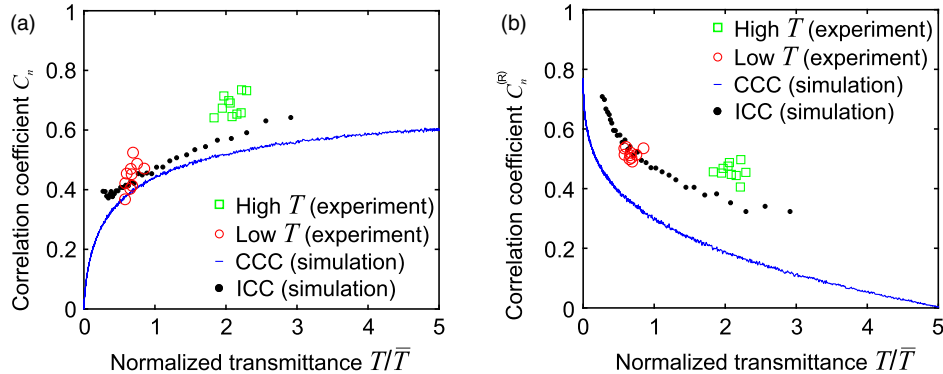 (a)
Correlation coefficient Cₙ
1
0.8
0.6
0.4
0.2
0
High T (experiment)
Low T (experiment)
CCC (simulation)
ICC (simulation)
0 1 2 3 4 5
Normalized transmittance T/T̅
(b)
Correlation coefficient Cₙ⁽ᴿ⁾
1
0.8
0.6
0.4
0.2
0
High T (experiment)
Low T (experiment)
CCC (simulation)
ICC (simulation)
0 1 2 3 4 5
Normalized transmittance T/T̅